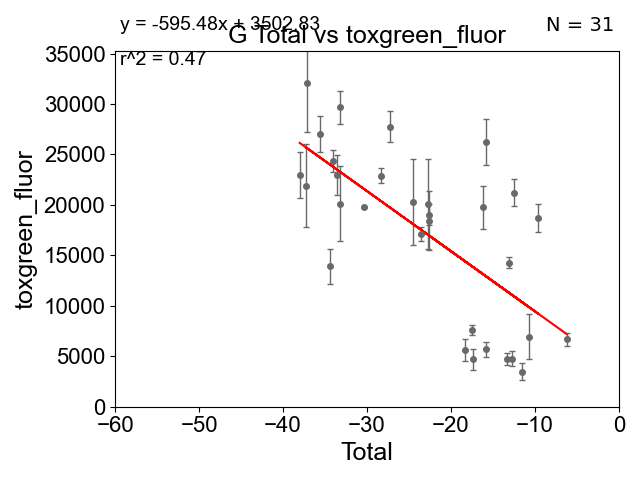 y = -595.48x + 3502.83
G Total vs toxgreen_fluor
N = 31
r^2 = 0.47
35000
30000
25000
20000
15000
10000
5000
0
toxgreen_fluor
−60
−50
−40
−30
−20
−10
0
Total